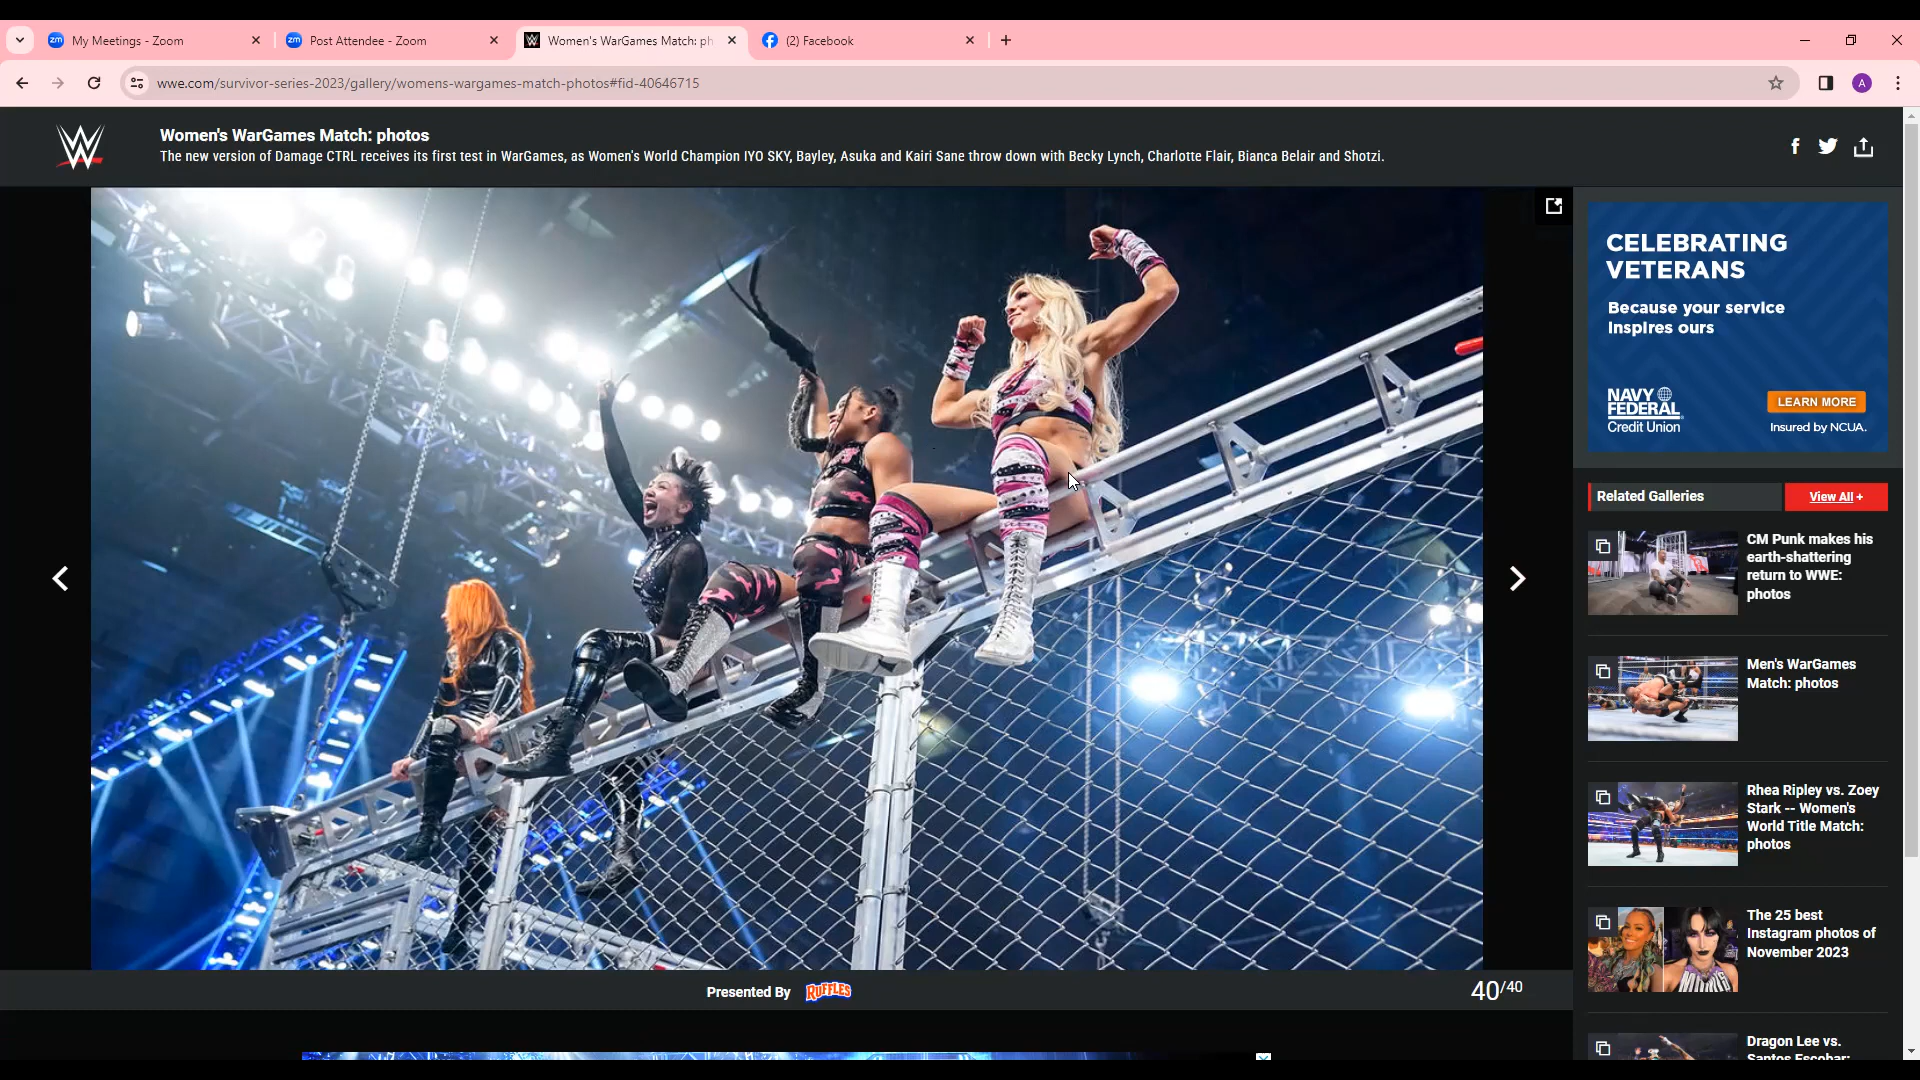 My Meetings - Zoom
Post Attendee - Zoom
Women's WarGames Match: ph
(2) Facebook
wwe.com/survivor-series-2023/gallery/womens-wargames-match-photos#fid-40646715
A
Women's WarGames Match: photos
The new version of Damage CTRL receives its first test in WarGames, as Women's World Champion IYO SKY, Bayley, Asuka and Kairi Sane throw down with Becky Lynch, Charlotte Flair, Bianca Belair and Shotzi.
CELEBRATING
VETERANS
Because your service
inspires ours
NAVY
FEDERAL
Credit Union
LEARN MORE
Insured by NCUA.
Related Galleries
View All +
CM Punk makes his
earth-shattering
return to WWE:
photos
Men's WarGames
Match: photos
Rhea Ripley vs. Zoey
Stark -- Women's
World Title Match:
photos
The 25 best
Instagram photos of
November 2023
Dragon Lee vs.
Santos Escobar:
Presented By RUFFLES
40/40